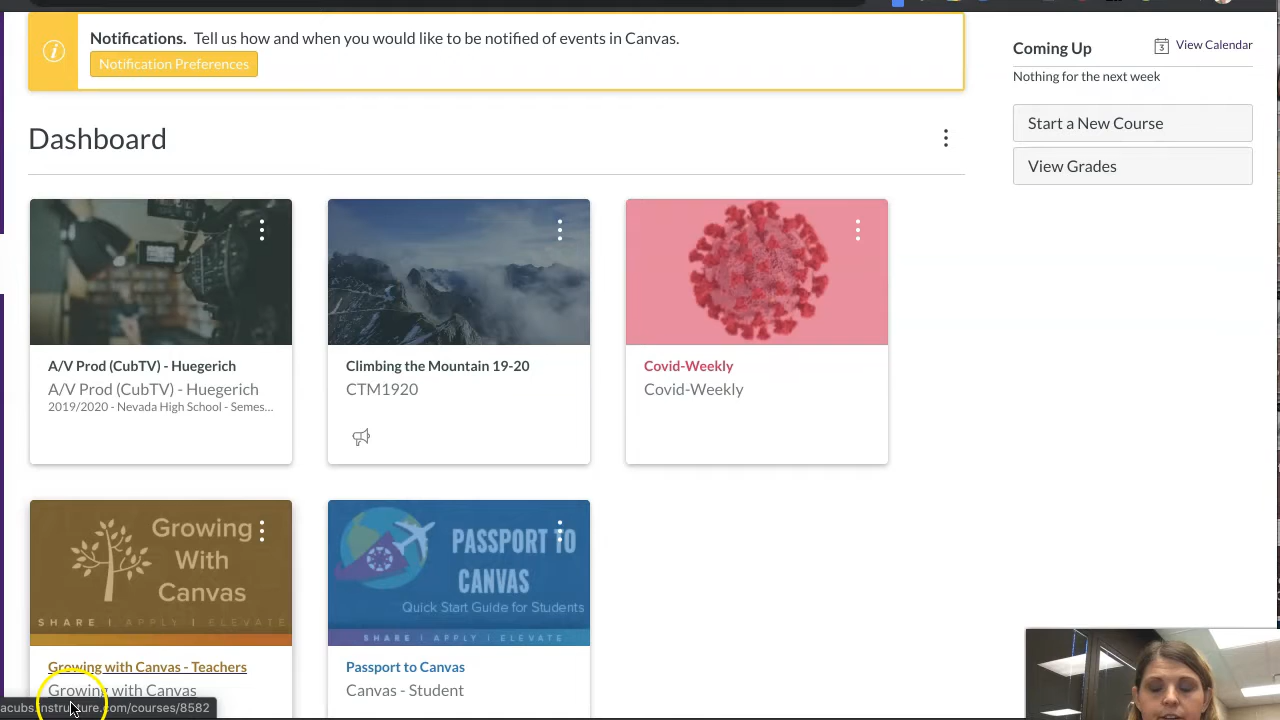 Notifications. Tell us how and when you would like to be notified of events in Canvas.
Notification Preferences
Coming Up
3
View Calendar
Nothing for the next week
Start a New Course
View Grades
Dashboard
A/V Prod (CubTV) - Huegerich
A/V Prod (CubTV) - Huegerich
2019/2020 - Nevada High School - Semes...
Climbing the Mountain 19-20
CTM1920
Covid-Weekly
Covid-Weekly
Growing
With
Canvas
SHARE | APPLY | ELEVATE
Growing with Canvas - Teachers
Growing with Canvas
PASSPORT TO
CANVAS
Quick Start Guide for Students
SHARE | APPLY | ELEVATE
Passport to Canvas
Canvas - Student
acubs.instructure.com/courses/8582